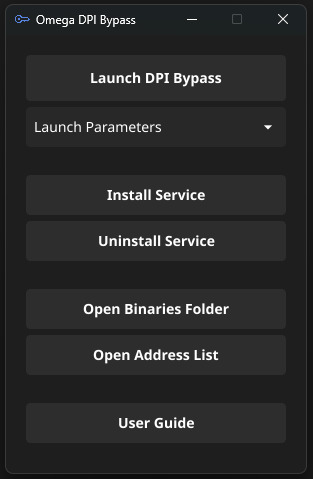 Omega DPI Bypass
Launch DPI Bypass
Launch Parameters
Install Service
Uninstall Service
Open Binaries Folder
Open Address List
User Guide